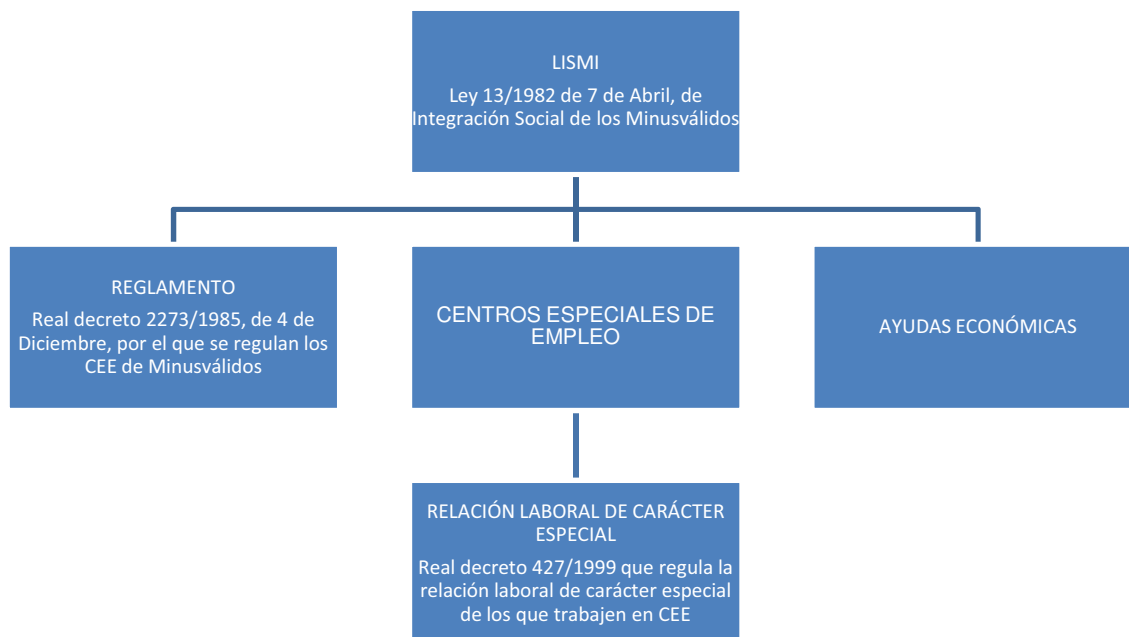 LISMI
Ley 13/1982 de 7 de Abril, de
Integración Social de los Minusválidos
REGLAMENTO
Real decreto 2273/1985, de 4 de
Diciembre, por el que se regulan los
CEE de Minusválidos
CENTROS ESPECIALES DE
EMPLEO
AYUDAS ECONÓMICAS
RELACIÓN LABORAL DE CARÁCTER
ESPECIAL
Real decreto 427/1999 que regula la
relación laboral de carácter especial
de los que trabajen en CEE